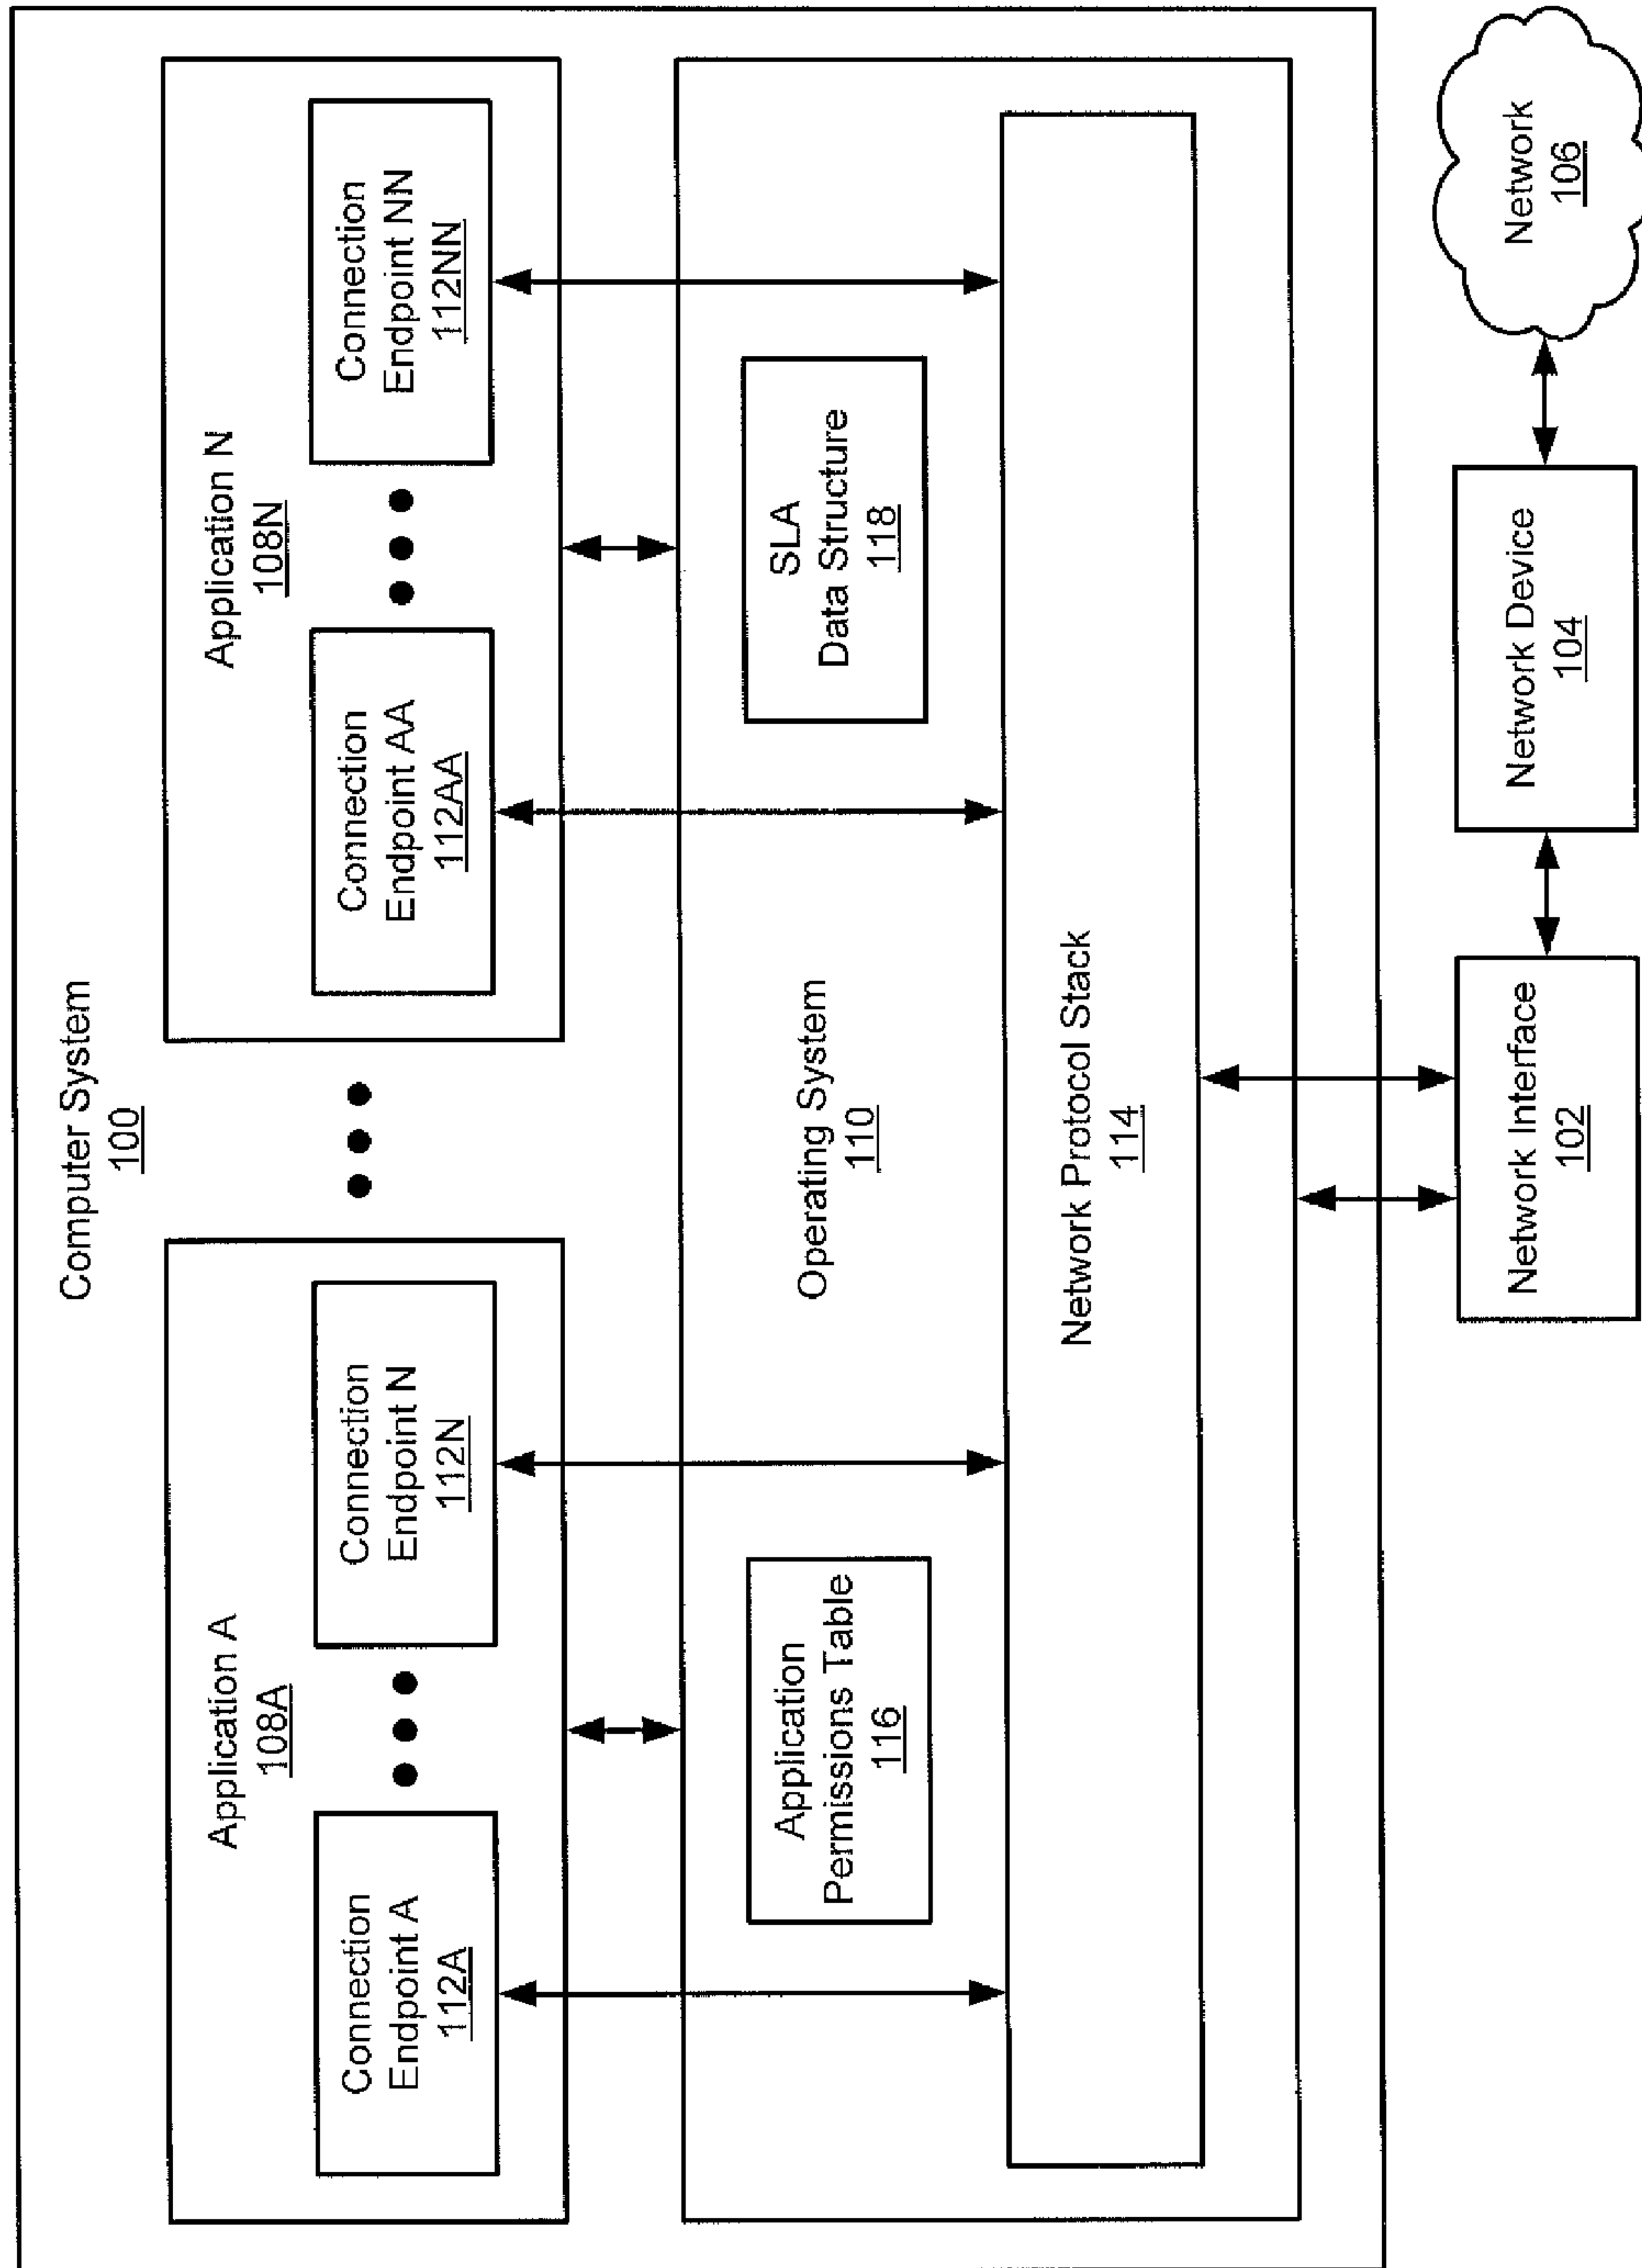 Computer System
100
Application A
108A
Connection
Endpoint A
112A
Connection
Endpoint N
112N
Application N
108N
Connection
Endpoint AA
112AA
Connection
Endpoint NN
112NN
Operating System
110
Application
Permissions Table
116
SLA
Data Structure
118
Network Protocol Stack
114
Network Interface
102
Network Device
104
Network
106